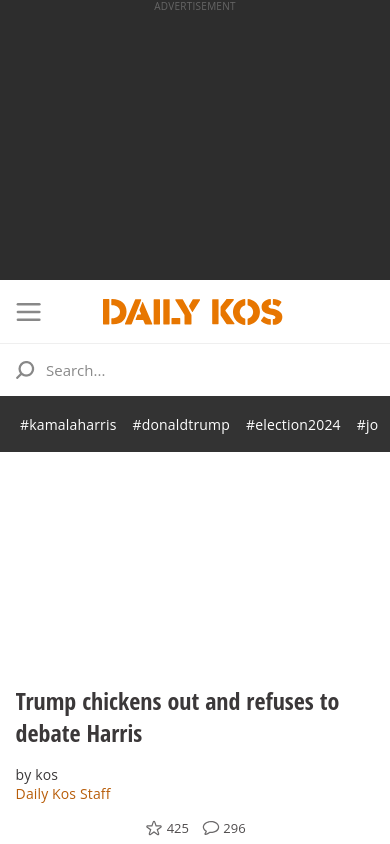 ADVERTISEMENT
DAILY KOS
Search...
#kamalaharris #donaldtrump #election2024 #jo
Trump chickens out and refuses to
debate Harris
by kos
Daily Kos Staff
425 296